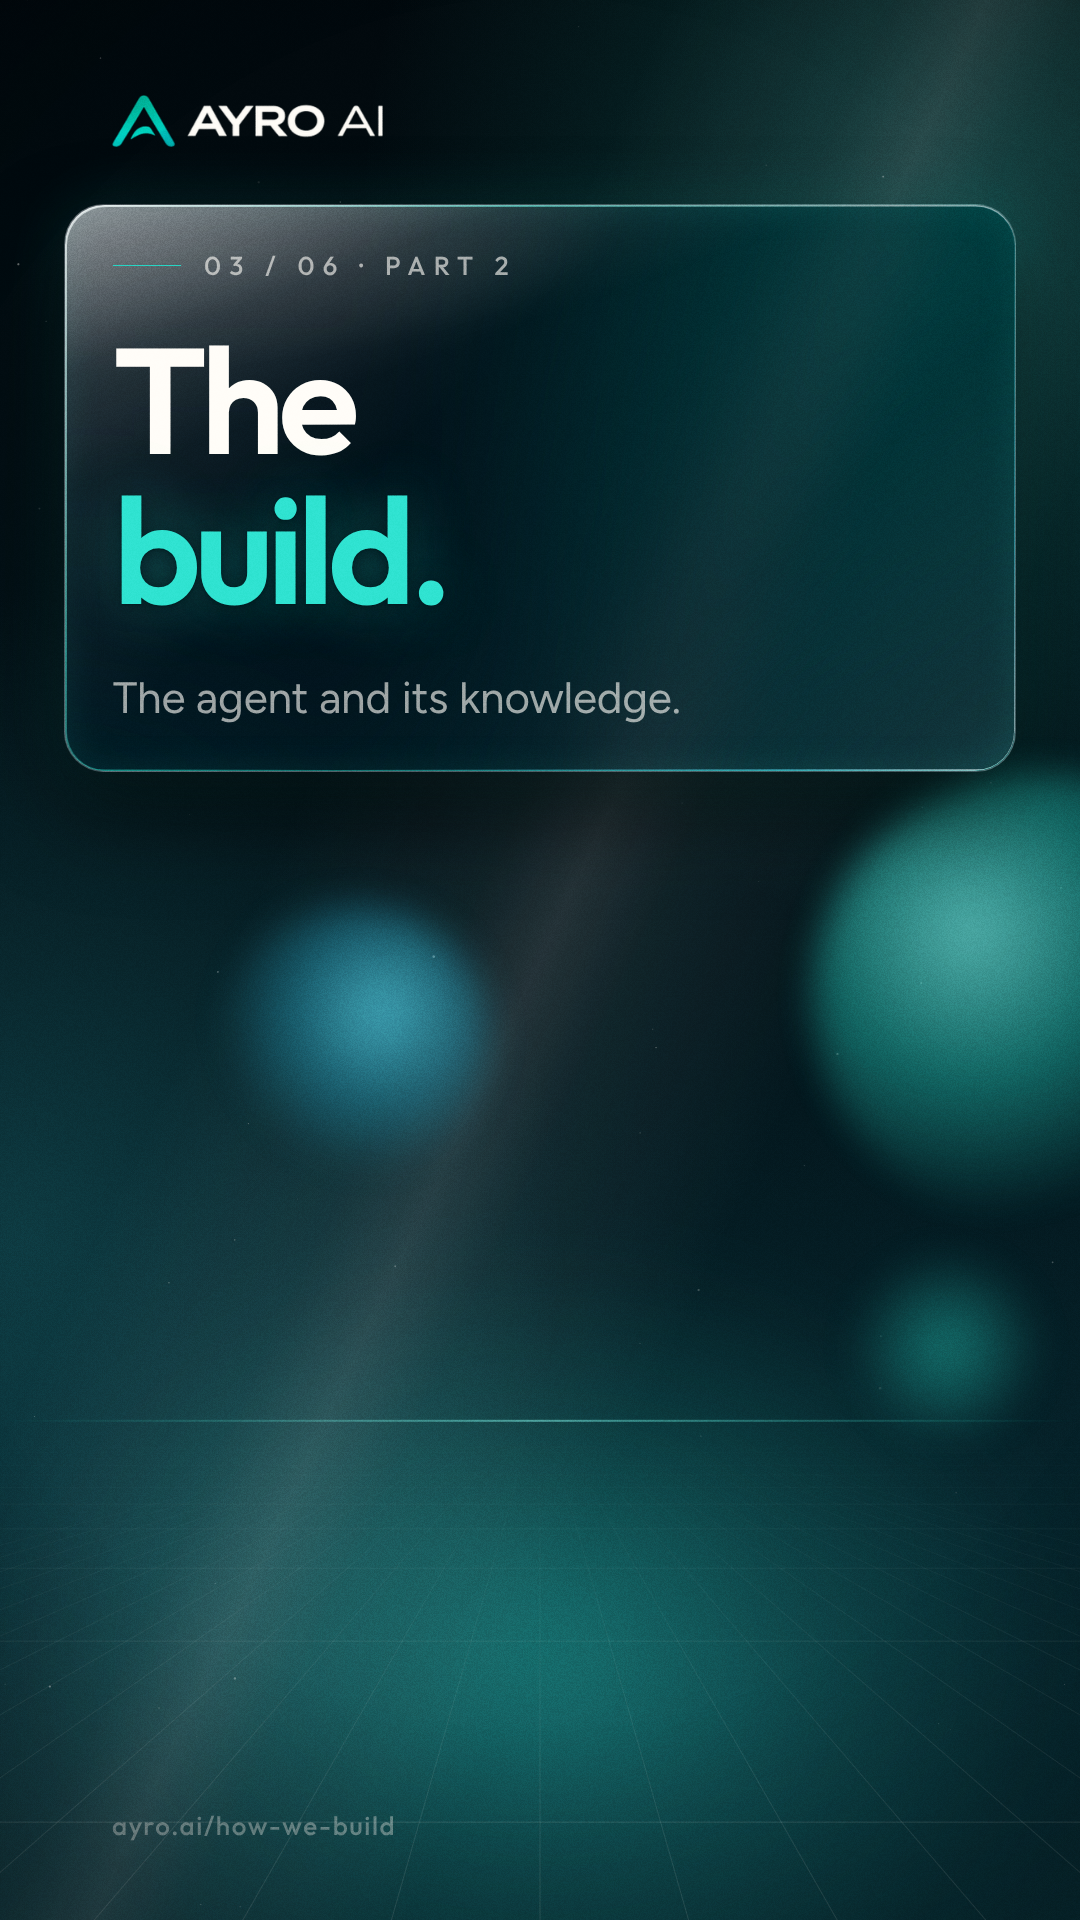 AYRO AI
03 / 06 · PART 2
The
build.
The agent and its knowledge.
ayro.ai/how-we-build